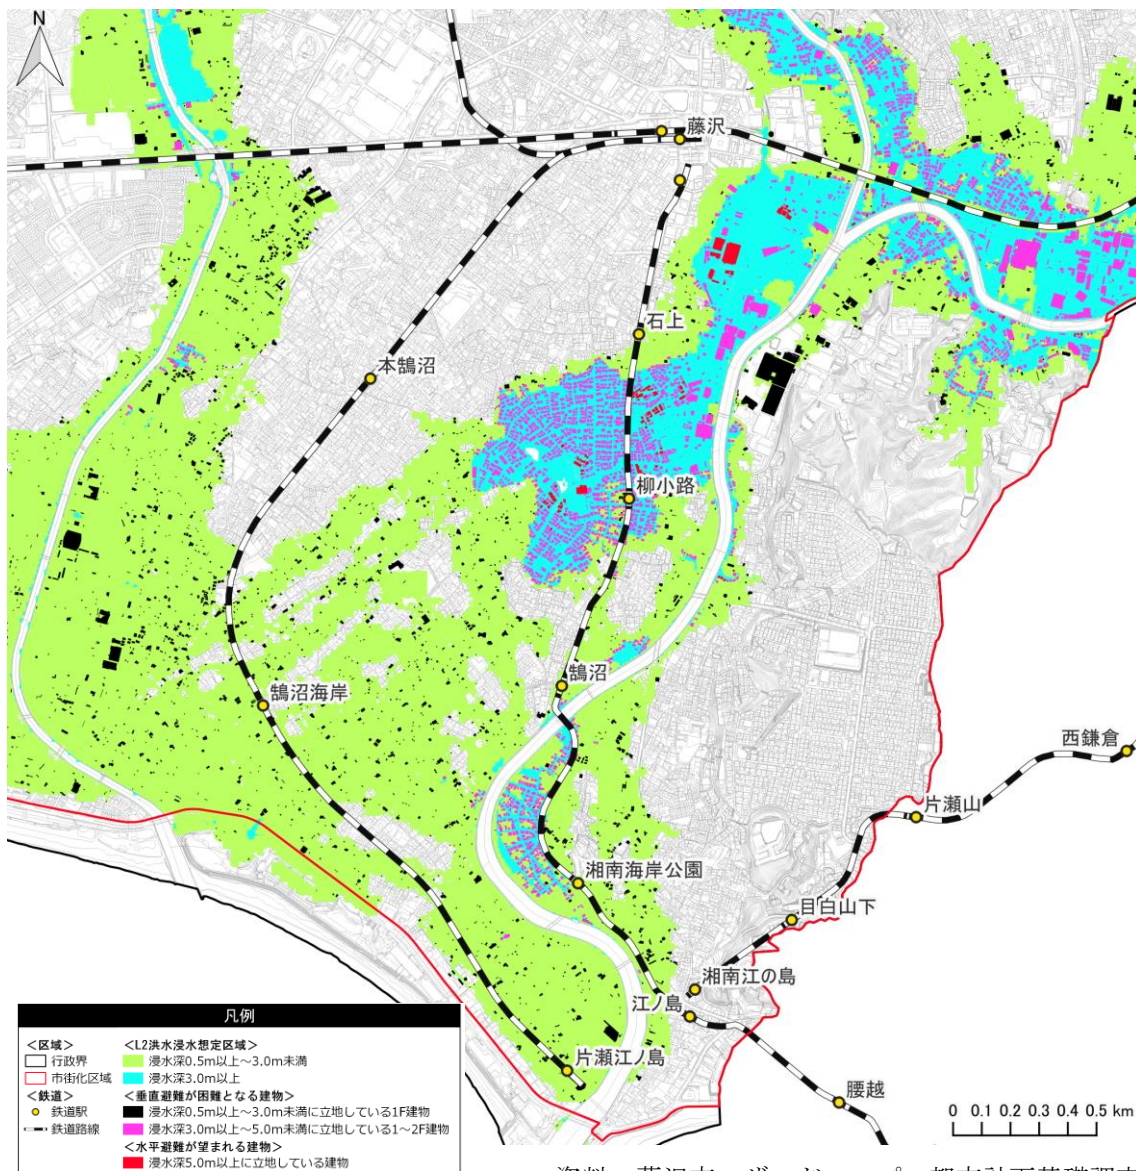 N
藤沢
石上
本鵠沼
柳小路
鵠沼
鵠沼海岸
西鎌倉
片瀬山
湘南海岸公園
目白山下
湘南江の島
江ノ島
片瀬江ノ島
腰越
0 0.1 0.2 0.3 0.4 0.5 km
凡例
<区域>
行政界
市街化区域
<鉄道>
鉄道駅
鉄道路線
<L2洪水浸水想定区域>
浸水深0.5m以上~3.0m未満
浸水深3.0m以上
<垂直避難が困難となる建物>
浸水深0.5m以上~3.0m未満に立地している1F建物
浸水深3.0m以上~5.0m未満に立地している1~2F建物
<水平避難が望まれる建物>
浸水深5.0m以上に立地している建物